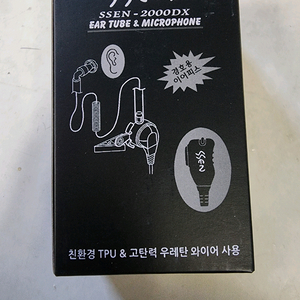 SSEN - 2000DX
EAR TUBE & MICROPHONE
경호용
이어피스
SSEN
친환경 TPU & 고탄력 우레탄 와이어 사용